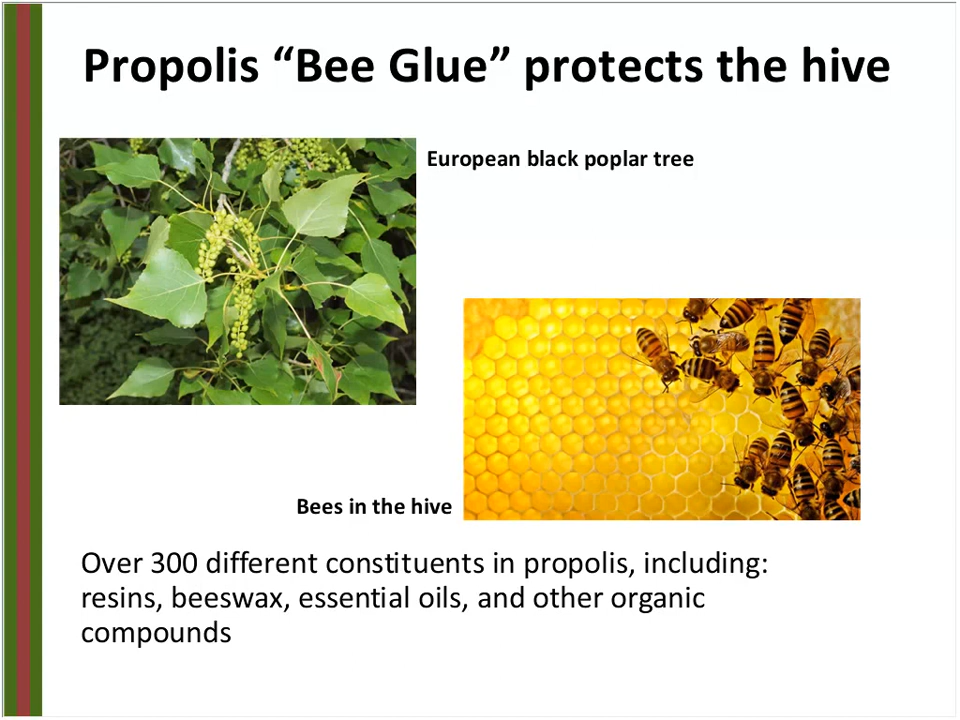 Propolis “Bee Glue” protects the hive
European black poplar tree
Bees in the hive
Over 300 different constituents in propolis, including:
resins, beeswax, essential oils, and other organic
compounds